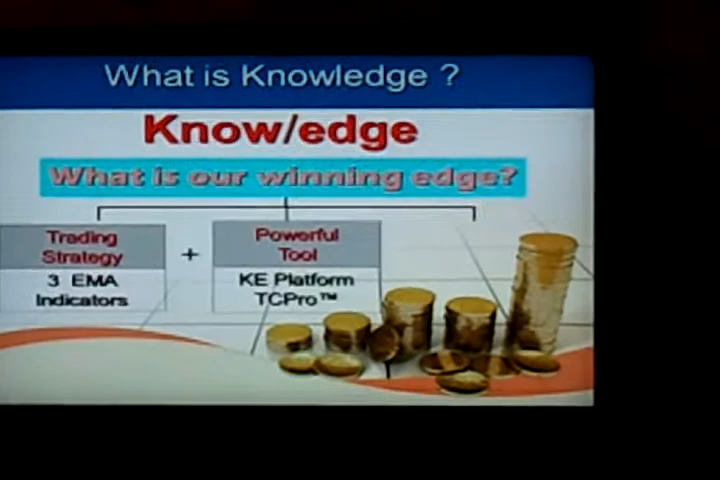 What is Knowledge ?
Know/edge
What is our winning edge?
Trading
Strategy
+
Powerful
Tool
3 EMA
Indicators
KE Platform
TCPro™